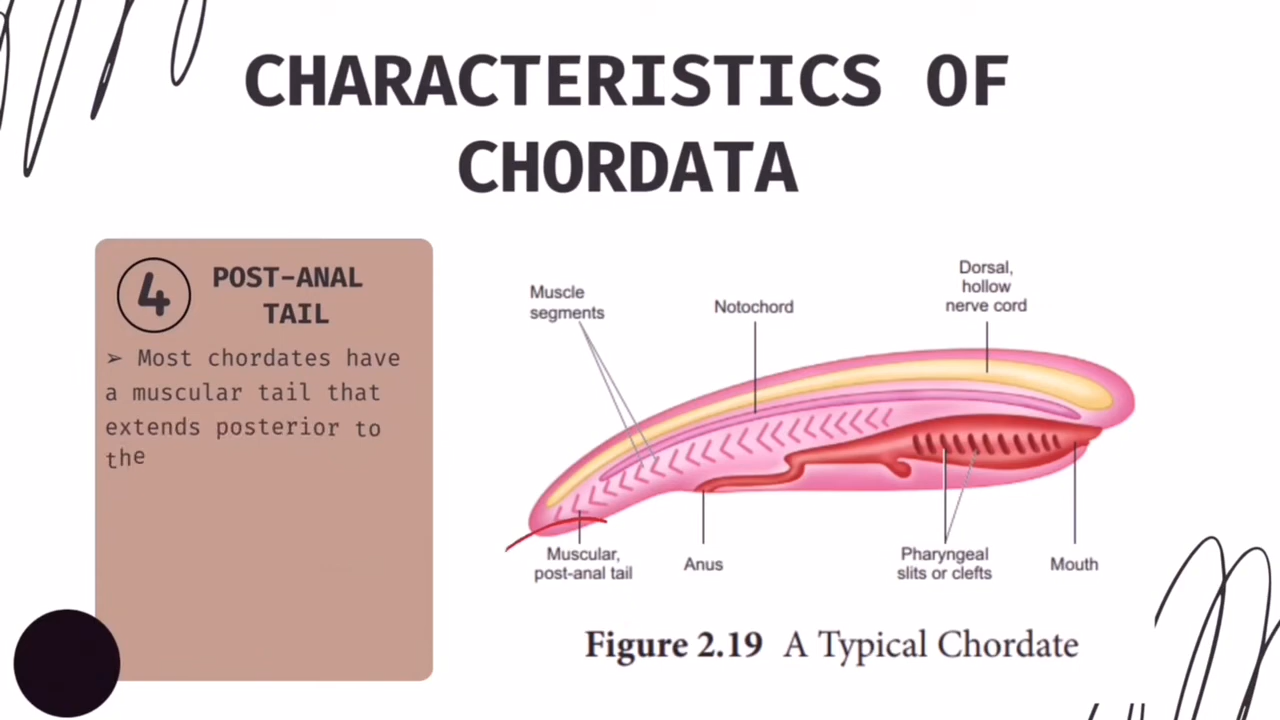 CHARACTERISTICS OF
CHORDATA
4
POST-ANAL
TAIL
➢ Most chordates have
a muscular tail that
extends posterior to
the
Muscle
segments
Notochord
Dorsal,
hollow
nerve cord
Muscular,
post-anal tail
Anus
Pharyngeal
slits or clefts
Mouth
Figure 2.19 A Typical Chordate